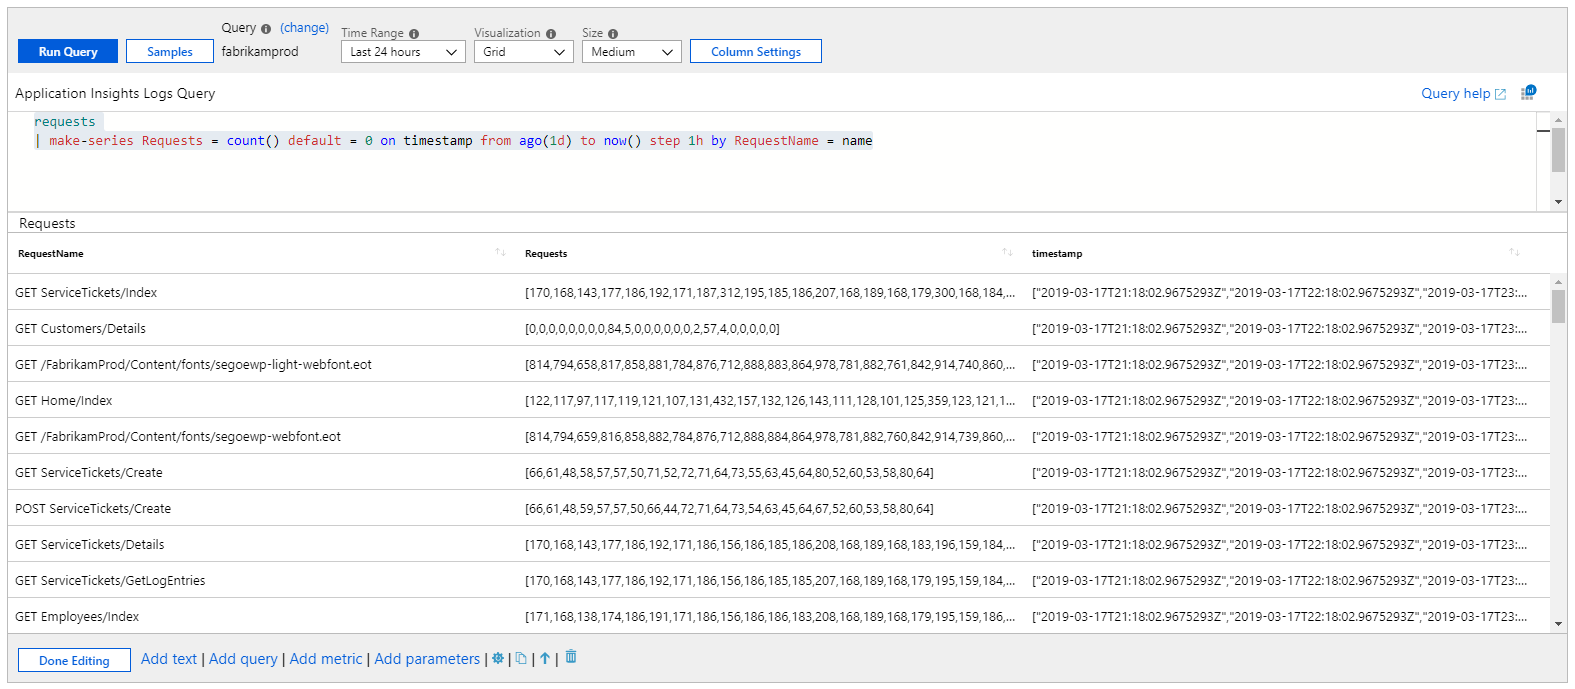 Query (change) Time Range Visualization Size
Run Query Samples fabrikamprod Last 24 hours Grid Medium Column Settings
Application Insights Logs Query Query help
requests
| make-series Requests = count() default = 0 on timestamp from ago(1d) to now() step 1h by RequestName = name
Requests
RequestName Requests timestamp
GET ServiceTickets/Index [170,168,143,177,186,192,171,187,312,195,185,186,207,168,189,168,179,300,168,184,... ["2019-03-17T21:18:02.9675293Z","2019-03-17T22:18:02.9675293Z","2019-03-17T23:...
GET Customers/Details [0,0,0,0,0,0,0,0,84,5,0,0,0,0,0,0,2,57,4,0,0,0,0,0] ["2019-03-17T21:18:02.9675293Z","2019-03-17T22:18:02.9675293Z","2019-03-17T23:...
GET /FabrikamProd/Content/fonts/segoewp-light-webfont.eot [814,794,658,817,858,881,784,876,712,888,883,864,978,781,882,761,842,914,740,860,... ["2019-03-17T21:18:02.9675293Z","2019-03-17T22:18:02.9675293Z","2019-03-17T23:...
GET Home/Index [122,117,97,117,119,121,107,131,432,157,132,126,143,111,128,101,125,359,123,121,1... ["2019-03-17T21:18:02.9675293Z","2019-03-17T22:18:02.9675293Z","2019-03-17T23:...
GET /FabrikamProd/Content/fonts/segoewp-webfont.eot [814,794,659,816,858,882,784,876,712,888,884,864,978,781,882,760,842,914,739,860,... ["2019-03-17T21:18:02.9675293Z","2019-03-17T22:18:02.9675293Z","2019-03-17T23:...
GET ServiceTickets/Create [66,61,48,58,57,57,50,71,52,72,71,64,73,55,63,45,64,80,52,60,53,58,80,64] ["2019-03-17T21:18:02.9675293Z","2019-03-17T22:18:02.9675293Z","2019-03-17T23:...
POST ServiceTickets/Create [66,61,48,59,57,57,50,66,44,72,71,64,73,54,63,45,64,67,52,60,53,58,80,64] ["2019-03-17T21:18:02.9675293Z","2019-03-17T22:18:02.9675293Z","2019-03-17T23:...
GET ServiceTickets/Details [170,168,143,177,186,192,171,186,156,186,185,186,208,168,189,168,183,196,159,184,... ["2019-03-17T21:18:02.9675293Z","2019-03-17T22:18:02.9675293Z","2019-03-17T23:...
GET ServiceTickets/GetLogEntries [170,168,143,177,186,192,171,186,156,186,185,185,207,168,189,168,179,195,159,184,... ["2019-03-17T21:18:02.9675293Z","2019-03-17T22:18:02.9675293Z","2019-03-17T23:...
GET Employees/Index [171,168,138,174,186,191,171,186,156,186,186,183,208,168,189,168,179,195,159,186,... ["2019-03-17T21:18:02.9675293Z","2019-03-17T22:18:02.9675293Z","2019-03-17T23:...
Done Editing Add text | Add query | Add metric | Add parameters | | | |